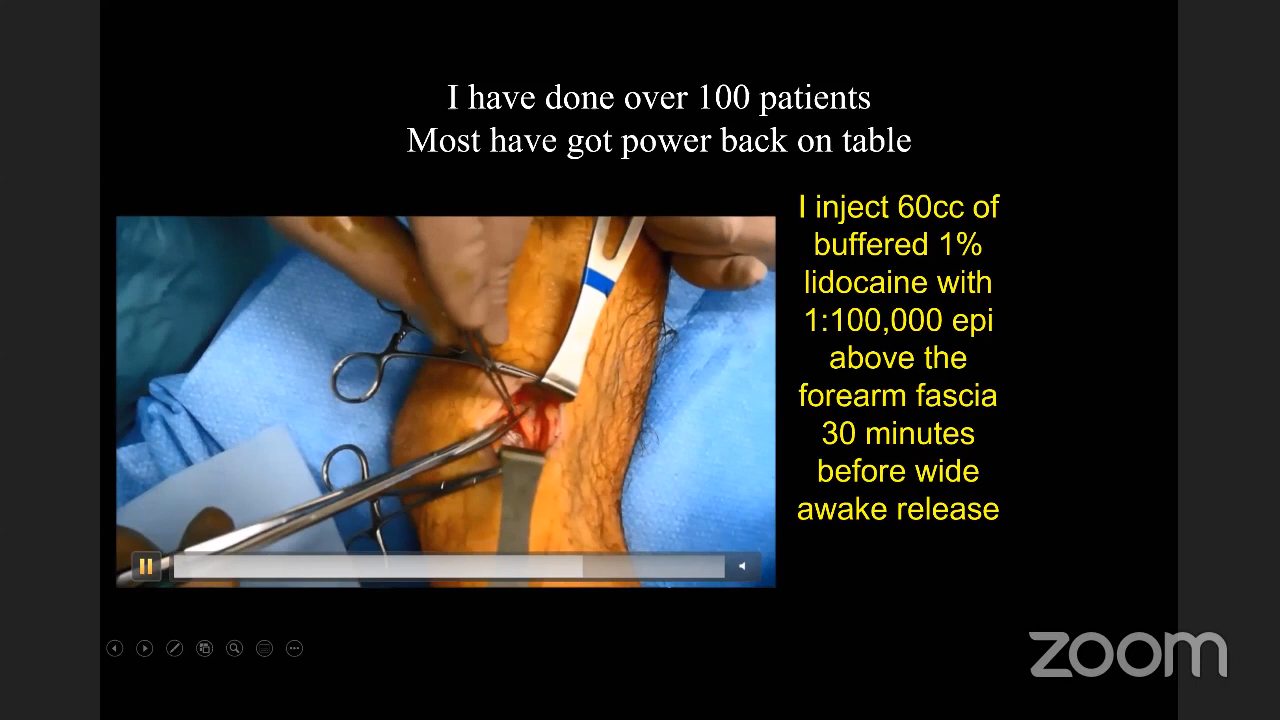 I have done over 100 patients
Most have got power back on table
I inject 60cc of
buffered 1%
lidocaine with
1:100,000 epi
above the
forearm fascia
30 minutes
before wide
awake release
zoom